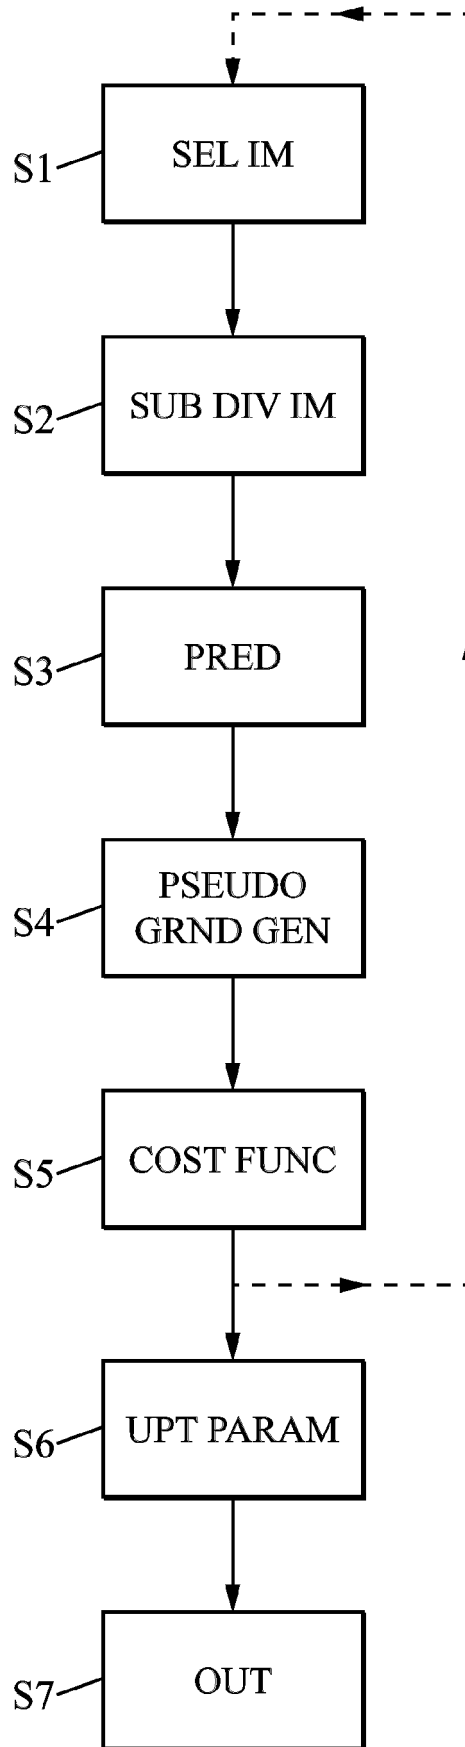 S1
SEL IM
S2
SUB DIV IM
S3
PRED
S4
PSEUDO
GRND GEN
S5
COST FUNC
S6
UPT PARAM
S7
OUT